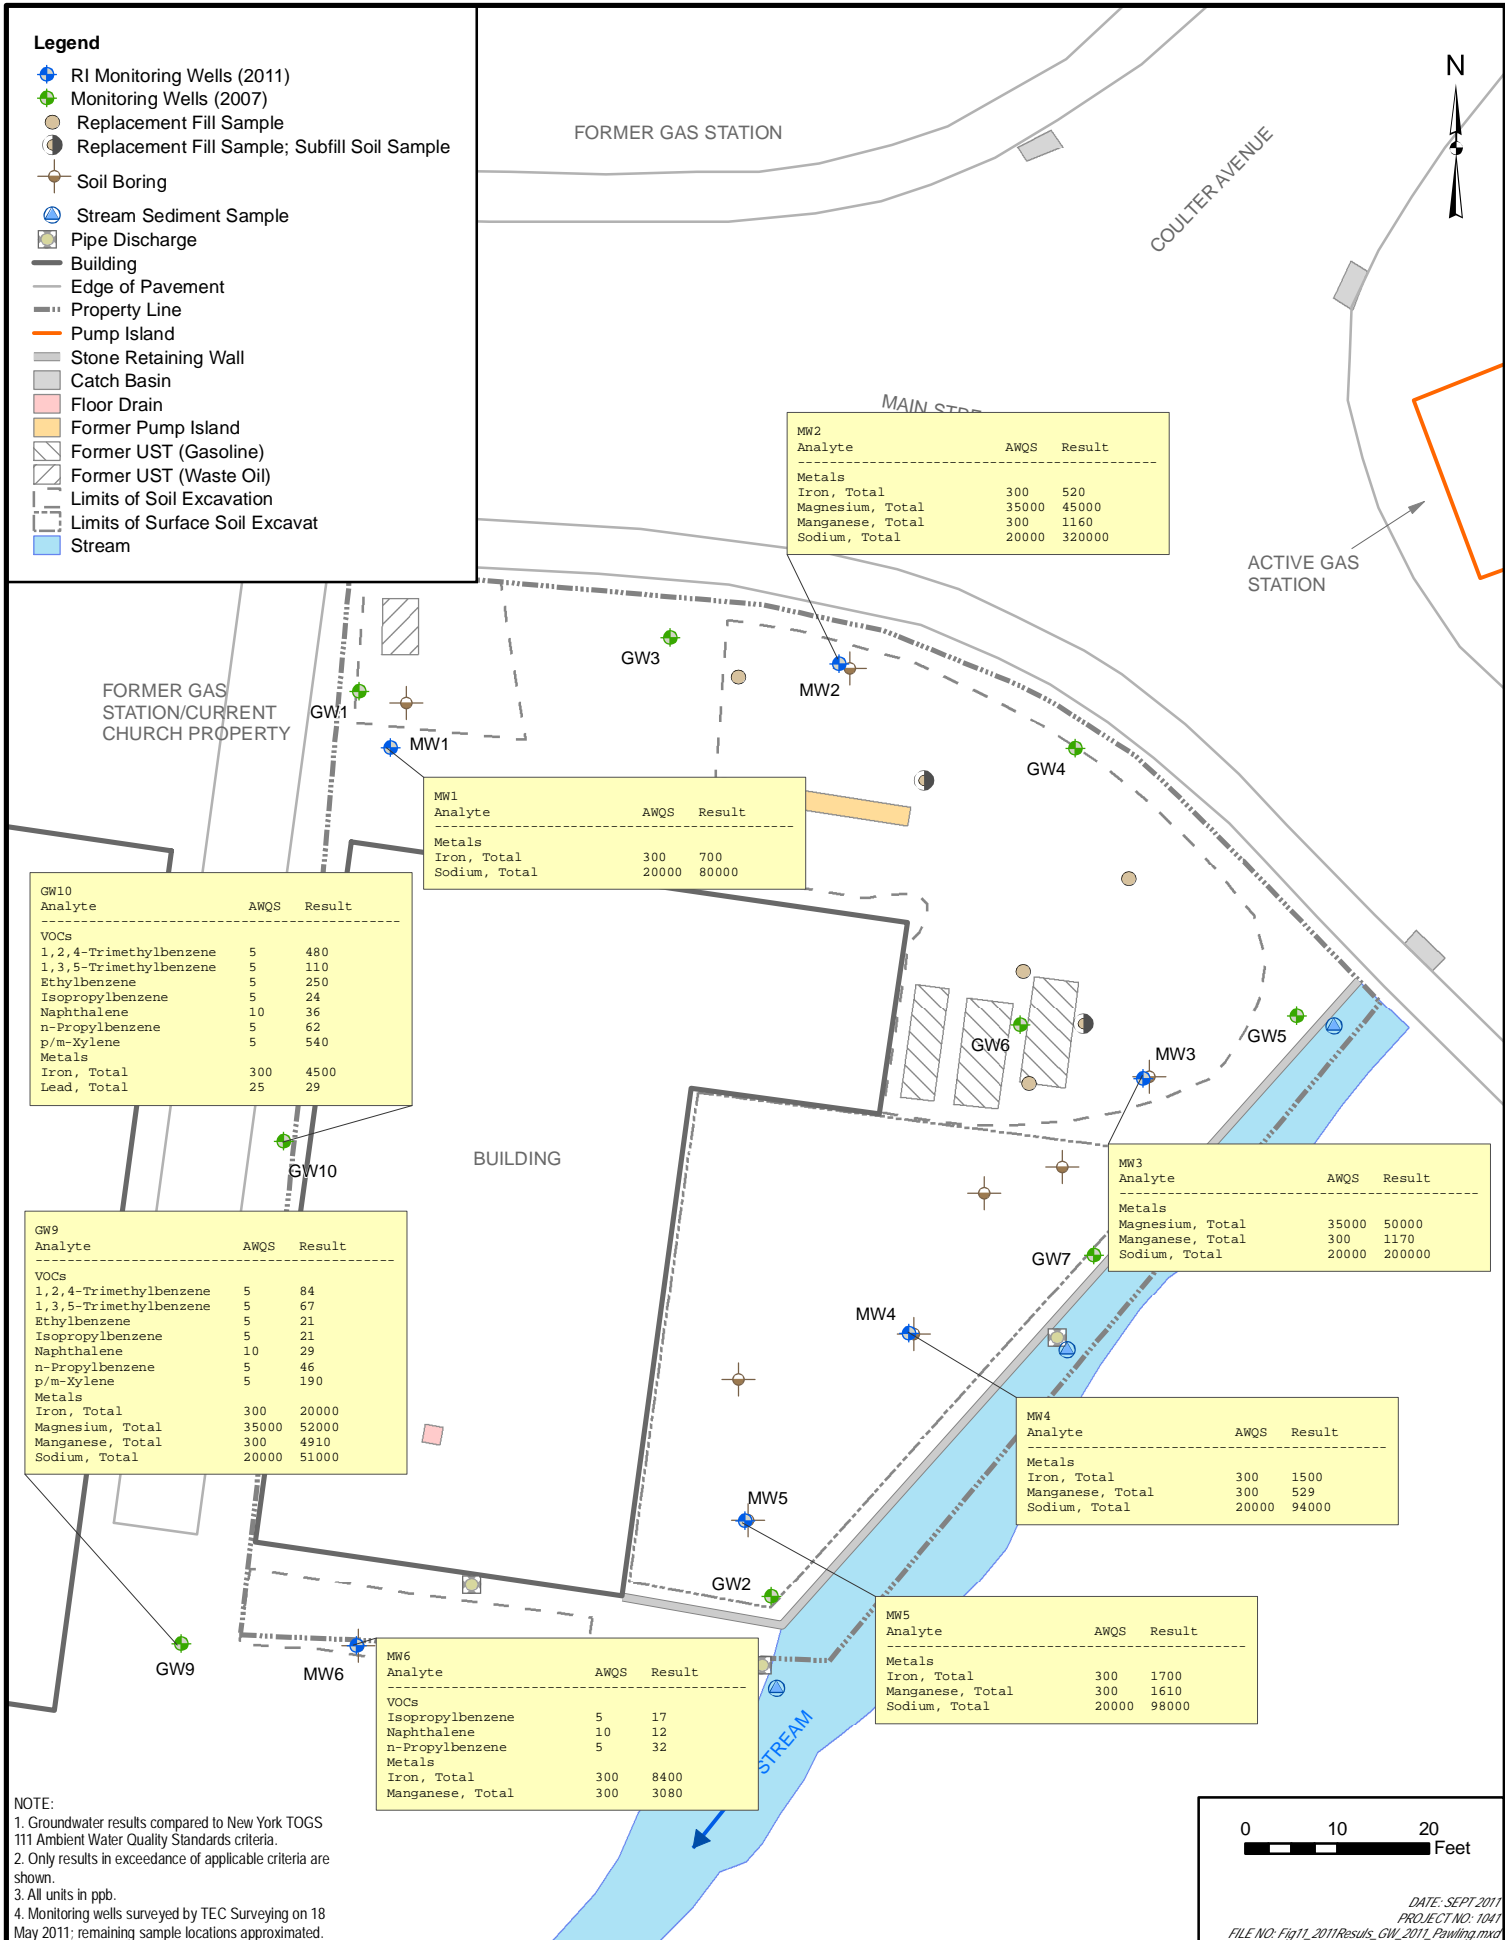 Legend
RI Monitoring Wells (2011)
Monitoring Wells (2007)
Replacement Fill Sample
Replacement Fill Sample; Subfill Soil Sample
Soil Boring
Stream Sediment Sample
Pipe Discharge
Building
Edge of Pavement
Property Line
Pump Island
Stone Retaining Wall
Catch Basin
Floor Drain
Former Pump Island
Former UST (Gasoline)
Former UST (Waste Oil)
Limits of Soil Excavation
Limits of Surface Soil Excavat
Stream
N
FORMER GAS STATION
COULTER AVENUE
MAIN
ACTIVE GAS
STATION
MW2
Analyte AWQS Result
Metals
Iron, Total 300 520
Magnesium, Total 35000 45000
Manganese, Total 300 1160
Sodium, Total 20000 320000
GW3
MW2
FORMER GAS
STATION/CURRENT
CHURCH PROPERTY
GW1
MW1
GW4
MW1
Analyte AWQS Result
Metals
Iron, Total 300 700
Sodium, Total 20000 80000
GW10
Analyte AWQS Result
VOCs
1,2,4-Trimethylbenzene 5 480
1,3,5-Trimethylbenzene 5 110
Ethylbenzene 5 250
Isopropylbenzene 5 24
Naphthalene 10 36
n-Propylbenzene 5 62
p/m-Xylene 5 540
Metals
Iron, Total 300 4500
Lead, Total 25 29
GW6
GW5
MW3
GW10
BUILDING
MW3
Analyte AWQS Result
Metals
Magnesium, Total 35000 50000
Manganese, Total 300 1170
Sodium, Total 20000 200000
GW9
Analyte AWQS Result
VOCs
1,2,4-Trimethylbenzene 5 84
1,3,5-Trimethylbenzene 5 67
Ethylbenzene 5 21
Isopropylbenzene 5 21
Naphthalene 10 29
n-Propylbenzene 5 46
p/m-Xylene 5 190
Metals
Iron, Total 300 20000
Magnesium, Total 35000 52000
Manganese, Total 300 4910
Sodium, Total 20000 51000
GW7
MW4
MW4
Analyte AWQS Result
Metals
Iron, Total 300 1500
Manganese, Total 300 529
Sodium, Total 20000 94000
MW5
GW2
MW5
Analyte AWQS Result
Metals
Iron, Total 300 1700
Manganese, Total 300 1610
Sodium, Total 20000 98000
GW9
MW6
MW6
Analyte AWQS Result
VOCs
Isopropylbenzene 5 17
Naphthalene 10 12
n-Propylbenzene 5 32
Metals
Iron, Total 300 8400
Manganese, Total 300 3080
STREAM
NOTE:
1. Groundwater results compared to New York TOGS
111 Ambient Water Quality Standards criteria.
2. Only results in exceedance of applicable criteria are
shown.
3. All units in ppb.
4. Monitoring wells surveyed by TEC Surveying on 18
May 2011; remaining sample locations approximated.
0 10 20
Feet
DATE: SEPT 2011
PROJECT NO: 1041
FILE NO: Fig11_2011Resuls_GW_2011_Pawling.mxd